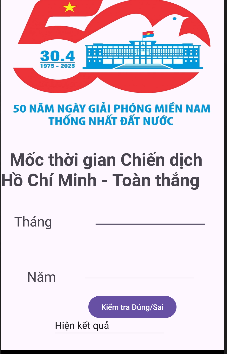 50
30.4
1975 - 2025
50 NĂM NGÀY GIẢI PHÓNG MIỀN NAM
THỐNG NHẤT ĐẤT NƯỚC
Mốc thời gian Chiến dịch
Hồ Chí Minh - Toàn thắng
Tháng
Năm
Kiểm tra Đúng/Sai
Hiện kết quả